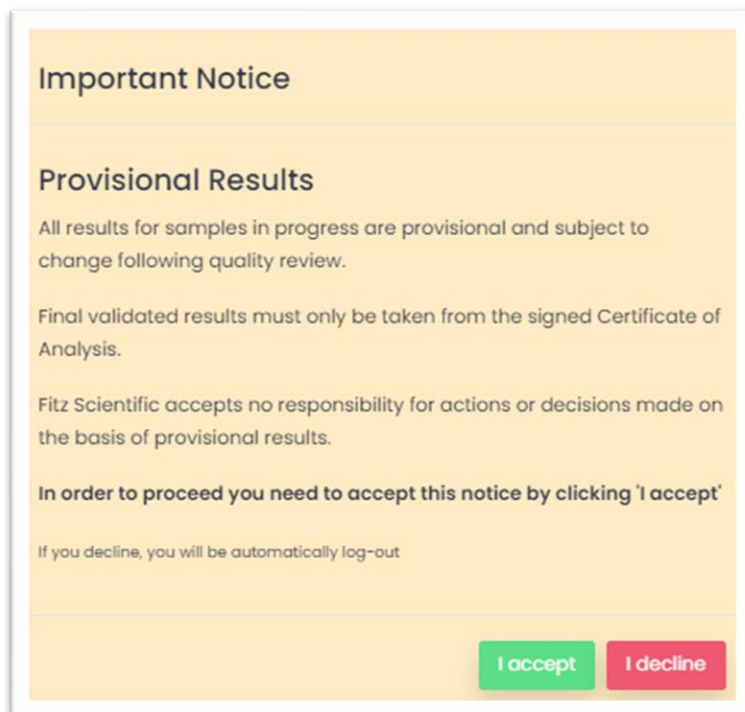 Important Notice
Provisional Results
All results for samples in progress are provisional and subject to
change following quality review.
Final validated results must only be taken from the signed Certificate of
Analysis.
Fitz Scientific accepts no responsibility for actions or decisions made on
the basis of provisional results.
In order to proceed you need to accept this notice by clicking 'I accept'
If you decline, you will be automatically log-out
I accept I decline